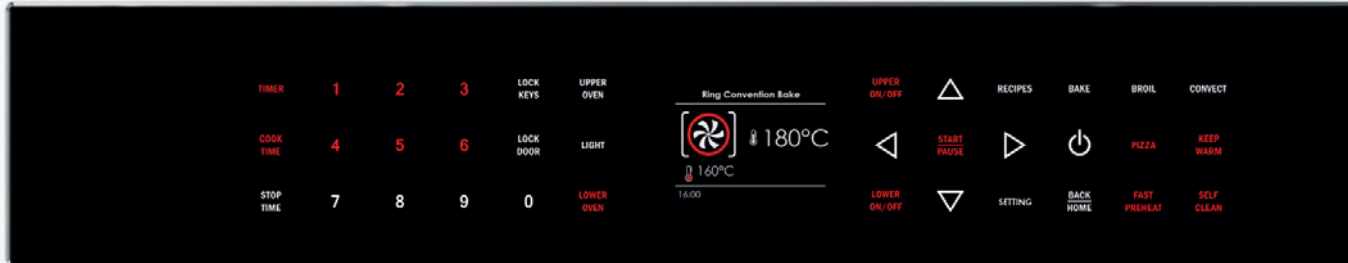 TIMER 1 2 3 LOCK KEYS UPPER OVEN
COOK TIME 4 5 6 LOCK DOOR LIGHT
STOP TIME 7 8 9 0 LOWER OVEN
Ring Convention Bake
180°C
160°C
16:00
UPPER ON/OFF RECIPES BAKE BROIL CONVECT
START PAUSE PIZZA KEEP WARM
LOWER ON/OFF SETTING BACK HOME FAST PREHEAT SELF CLEAN